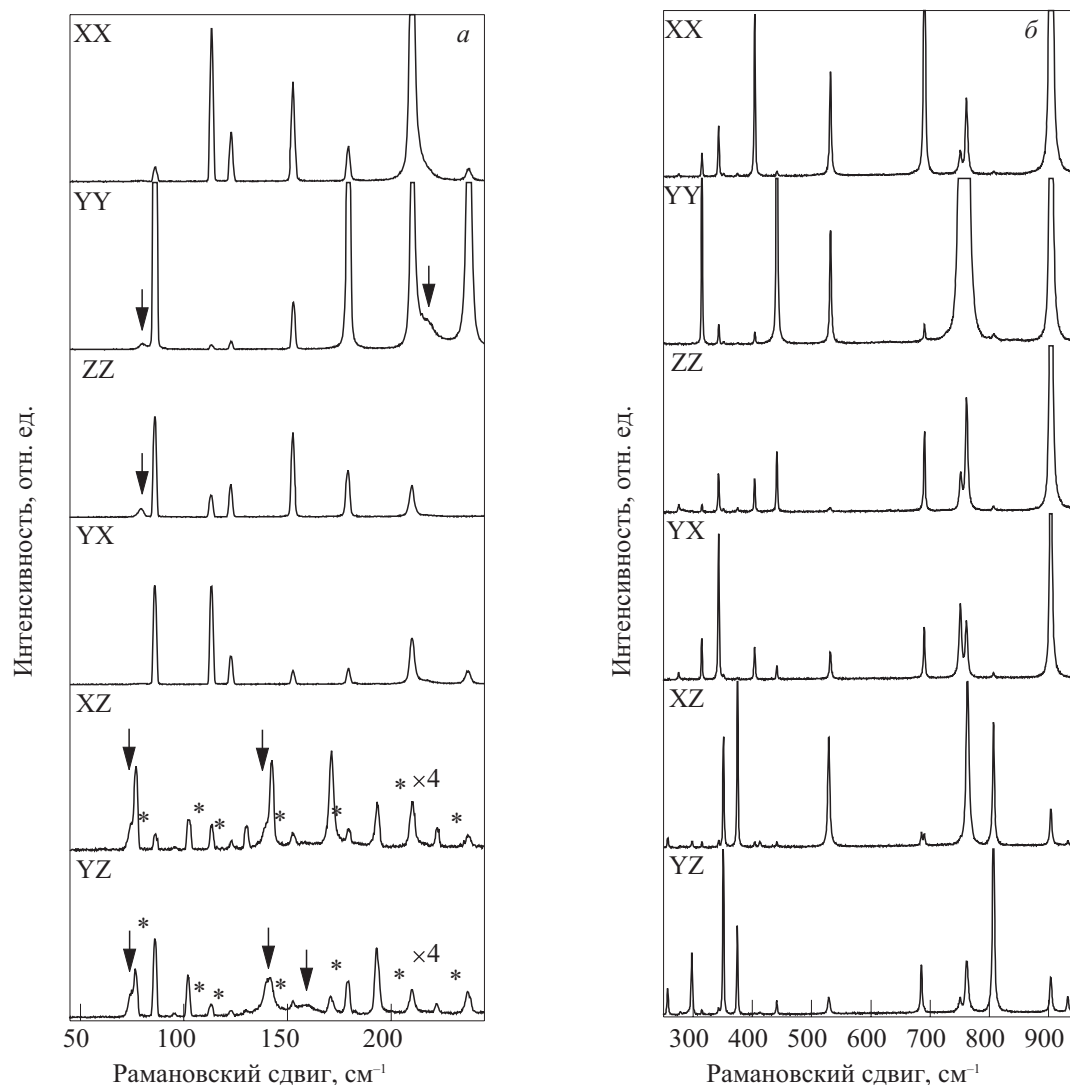 XX
а
YY
ZZ
YX
XZ
* * * * * * * ×4
YZ
* * * * * * * ×4
50 100 150 200
Рамановский сдвиг, см⁻¹
Интенсивность, отн. ед.
XX
б
YY
ZZ
YX
XZ
YZ
300 400 500 600 700 800 900
Рамановский сдвиг, см⁻¹
Интенсивность, отн. ед.